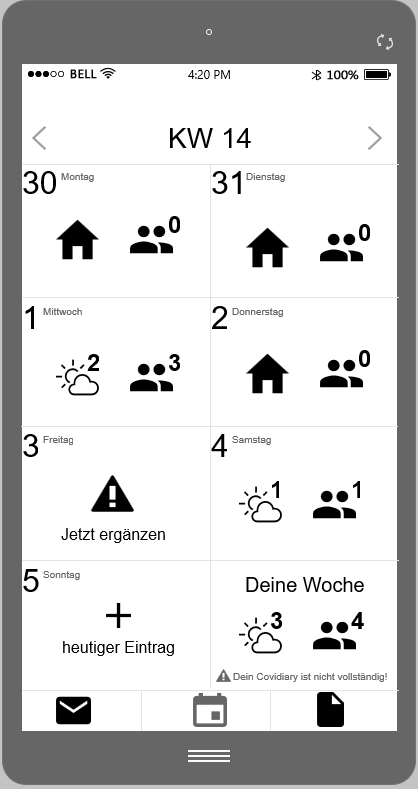 BELL 4:20 PM 100%
KW 14
30 Montag 31 Dienstag
0 0
1 Mittwoch 2 Donnerstag
2 3 0
3 Freitag 4 Samstag
1 1
Jetzt ergänzen
5 Sonntag
Deine Woche
3 4
heutiger Eintrag
Dein Covidiary ist nicht vollständig!